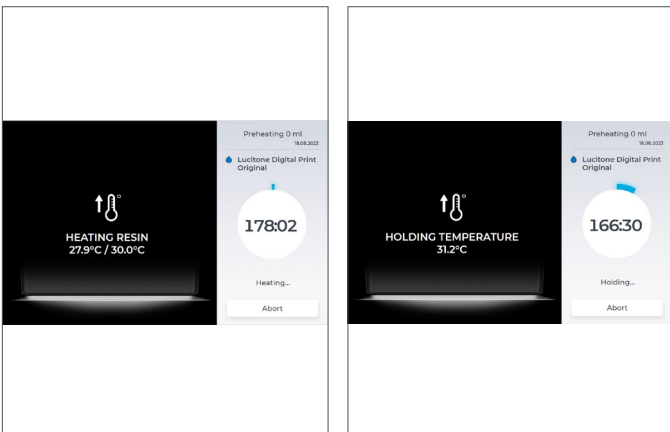 Preheating 0 ml
18.08.2023
Lucitone Digital Print
Original
HEATING RESIN
27.9°C / 30.0°C
178:02
Heating...
Abort
Preheating 0 ml
18.08.2023
Lucitone Digital Print
Original
HOLDING TEMPERATURE
31.2°C
166:30
Holding...
Abort